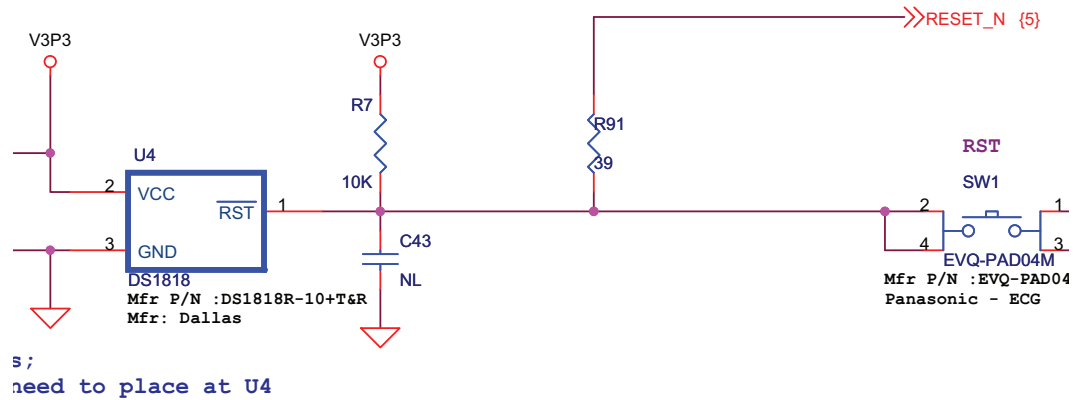 RESET_N {5}
V3P3
V3P3
R7
10K
R91
39
U4
2
VCC
RST
1
3
GND
DS1818
Mfr P/N :DS1818R-10+T&R
Mfr: Dallas
C43
NL
RST
SW1
2
1
4
3
EVQ-PAD04M
Mfr P/N :EVQ-PAD04
Panasonic - ECG
s;
need to place at U4